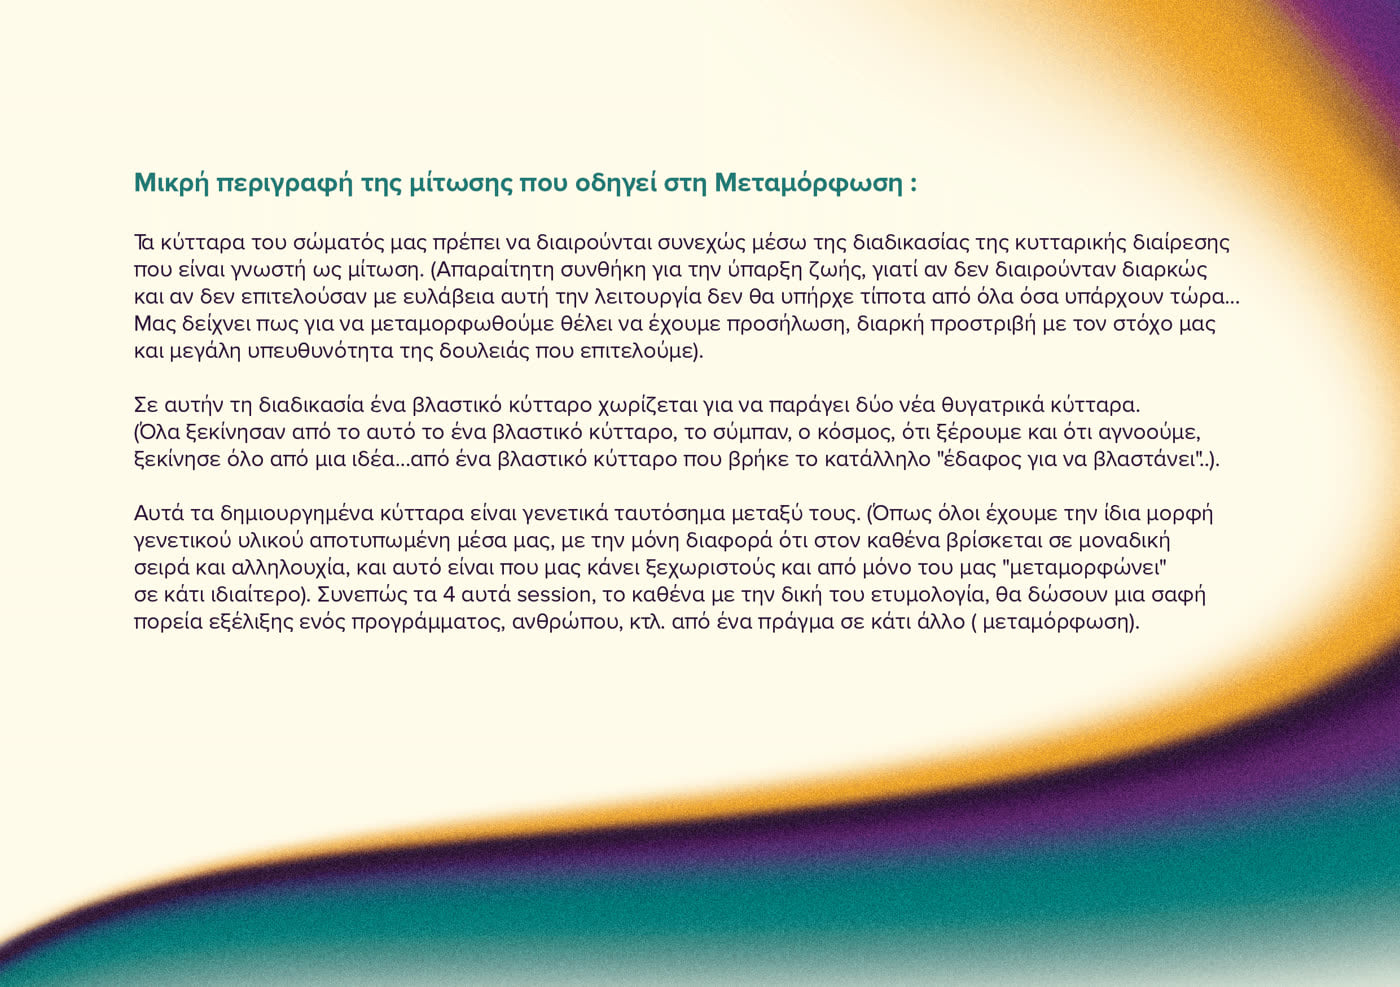 Μικρή περιγραφή της μίτωσης που οδηγεί στη Μεταμόρφωση :
Τα κύτταρα του σώματός μας πρέπει να διαιρούνται συνεχώς μέσω της διαδικασίας της κυτταρικής διαίρεσης
που είναι γνωστή ως μίτωση. (Απαραίτητη συνθήκη για την ύπαρξη ζωής, γιατί αν δεν διαιρούνταν διαρκώς
και αν δεν επιτελούσαν με ευλάβεια αυτή την λειτουργία δεν θα υπήρχε τίποτα από όλα όσα υπάρχουν τώρα...
Μας δείχνει πως για να μεταμορφωθούμε θέλει να έχουμε προσήλωση, διαρκή προστριβή με τον στόχο μας
και μεγάλη υπευθυνότητα της δουλειάς που επιτελούμε).
Σε αυτήν τη διαδικασία ένα βλαστικό κύτταρο χωρίζεται για να παράγει δύο νέα θυγατρικά κύτταρα.
(Όλα ξεκίνησαν από το αυτό το ένα βλαστικό κύτταρο, το σύμπαν, ο κόσμος, ότι ξέρουμε και ότι αγνοούμε,
ξεκίνησε όλο από μια ιδέα...από ένα βλαστικό κύτταρο που βρήκε το κατάλληλο "έδαφος για να βλαστάνει"..).
Αυτά τα δημιουργημένα κύτταρα είναι γενετικά ταυτόσημα μεταξύ τους. (Όπως όλοι έχουμε την ίδια μορφή
γενετικού υλικού αποτυπωμένη μέσα μας, με την μόνη διαφορά ότι στον καθένα βρίσκεται σε μοναδική
σειρά και αλληλουχία, και αυτό είναι που μας κάνει ξεχωριστούς και από μόνο του μας "μεταμορφώνει"
σε κάτι ιδιαίτερο). Συνεπώς τα 4 αυτά session, το καθένα με την δική του ετυμολογία, θα δώσουν μια σαφή
πορεία εξέλιξης ενός προγράμματος, ανθρώπου, κτλ. από ένα πράγμα σε κάτι άλλο ( μεταμόρφωση).